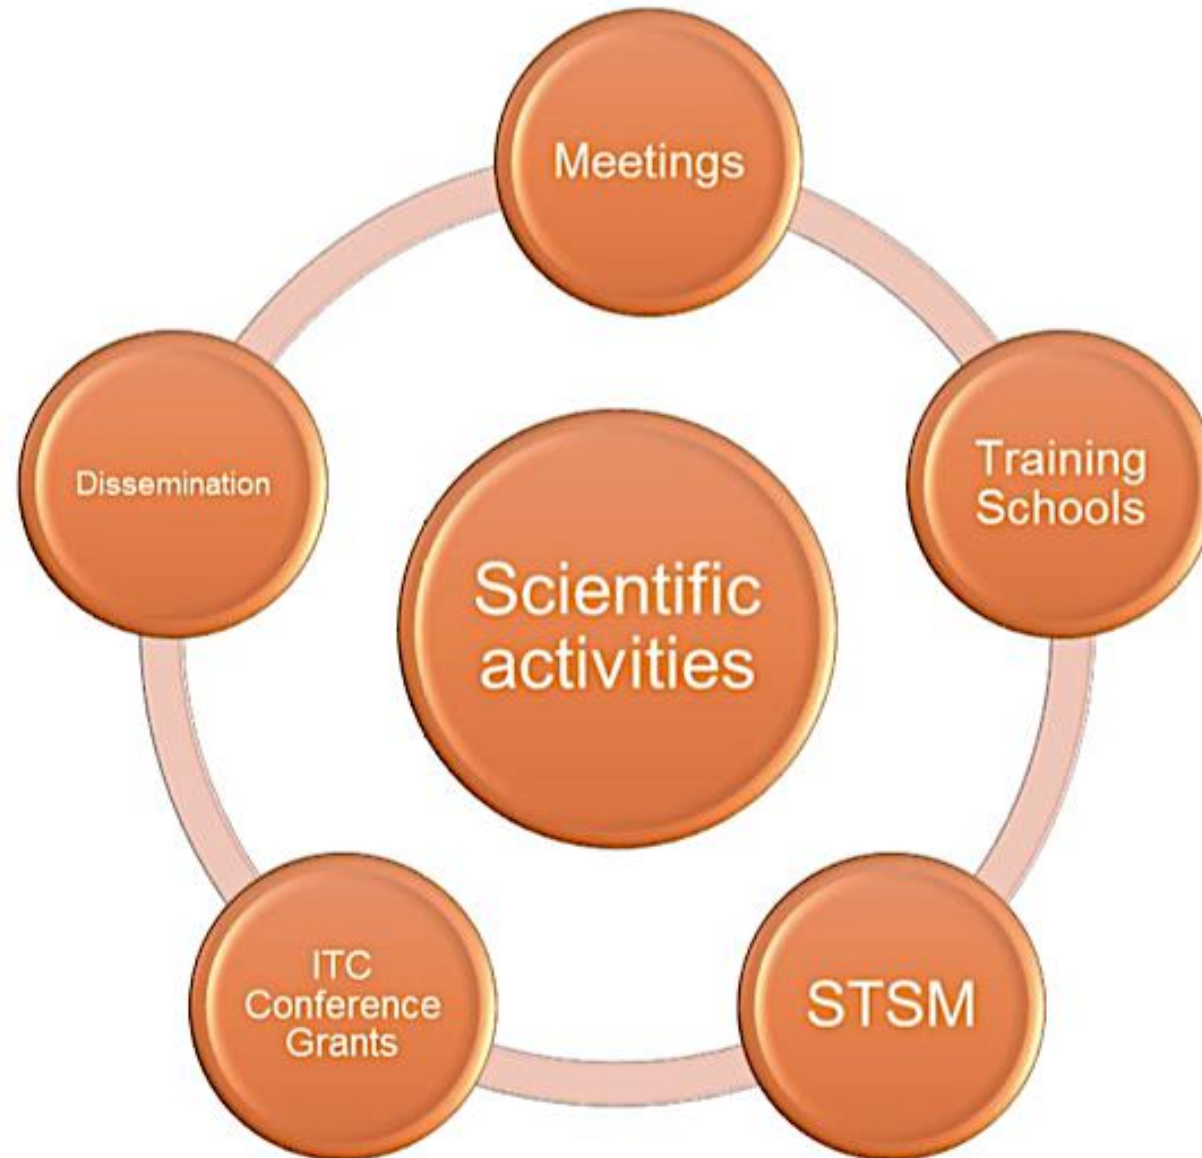 Meetings
Training
Schools
STSM
ITC
Conference
Grants
Dissemination
Scientific
activities